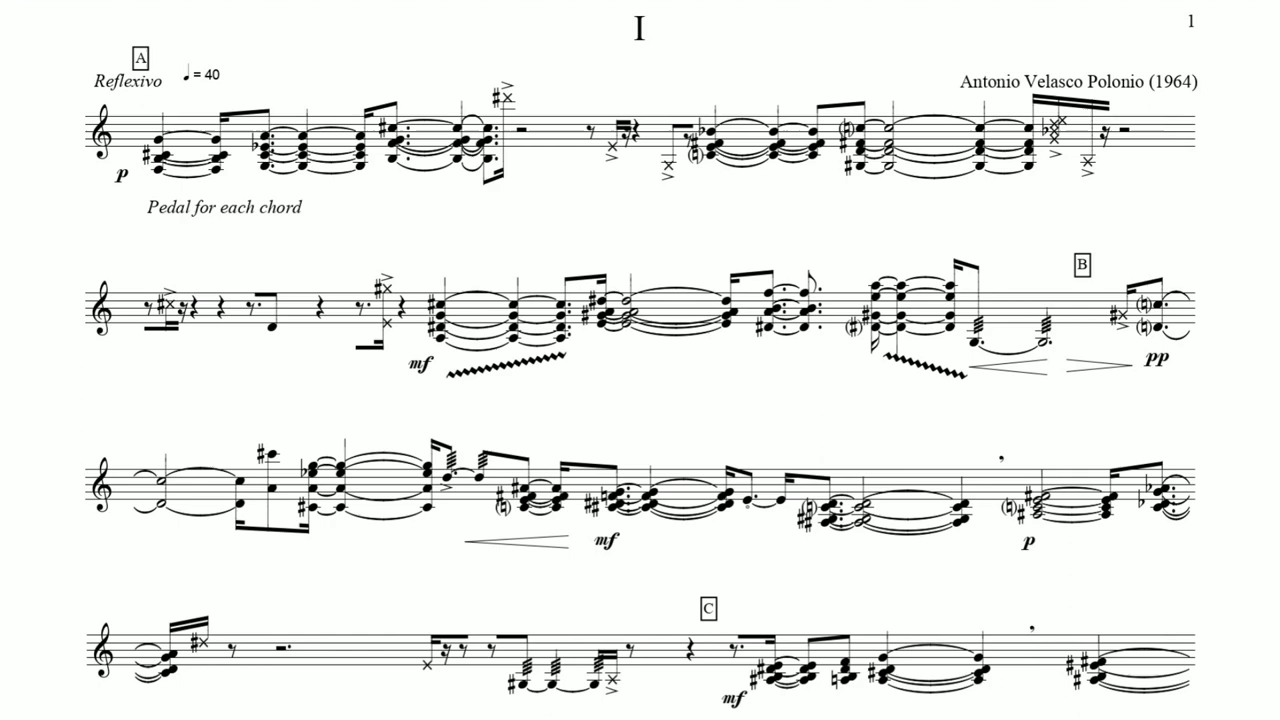 I
1
A
Reflexivo ♩ = 40
Antonio Velasco Polonio (1964)
p
Pedal for each chord
B
mf
pp
mf
p
C
mf